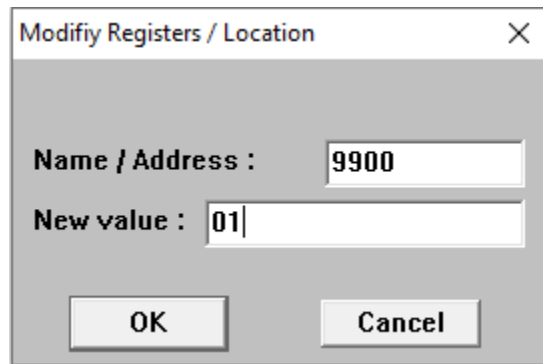 Modifiy Registers / Location
Name / Address : 9900
New value : 01
OK Cancel